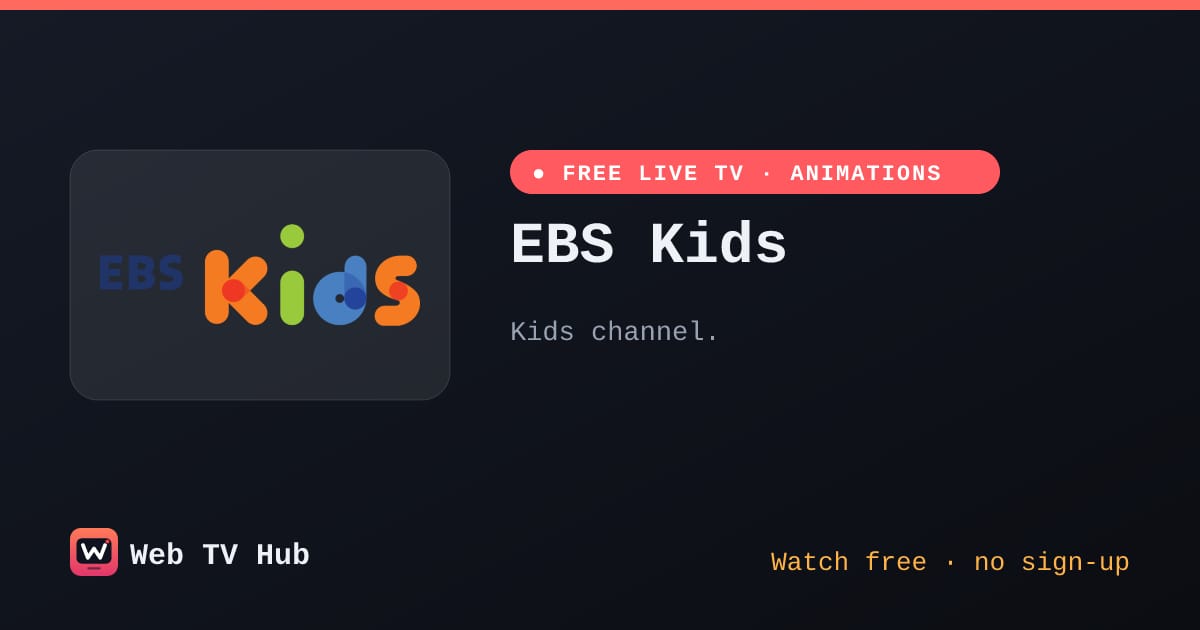 EBS kids
● FREE LIVE TV · ANIMATIONS
EBS Kids
Kids channel.
W
Web TV Hub
Watch free · no sign-up